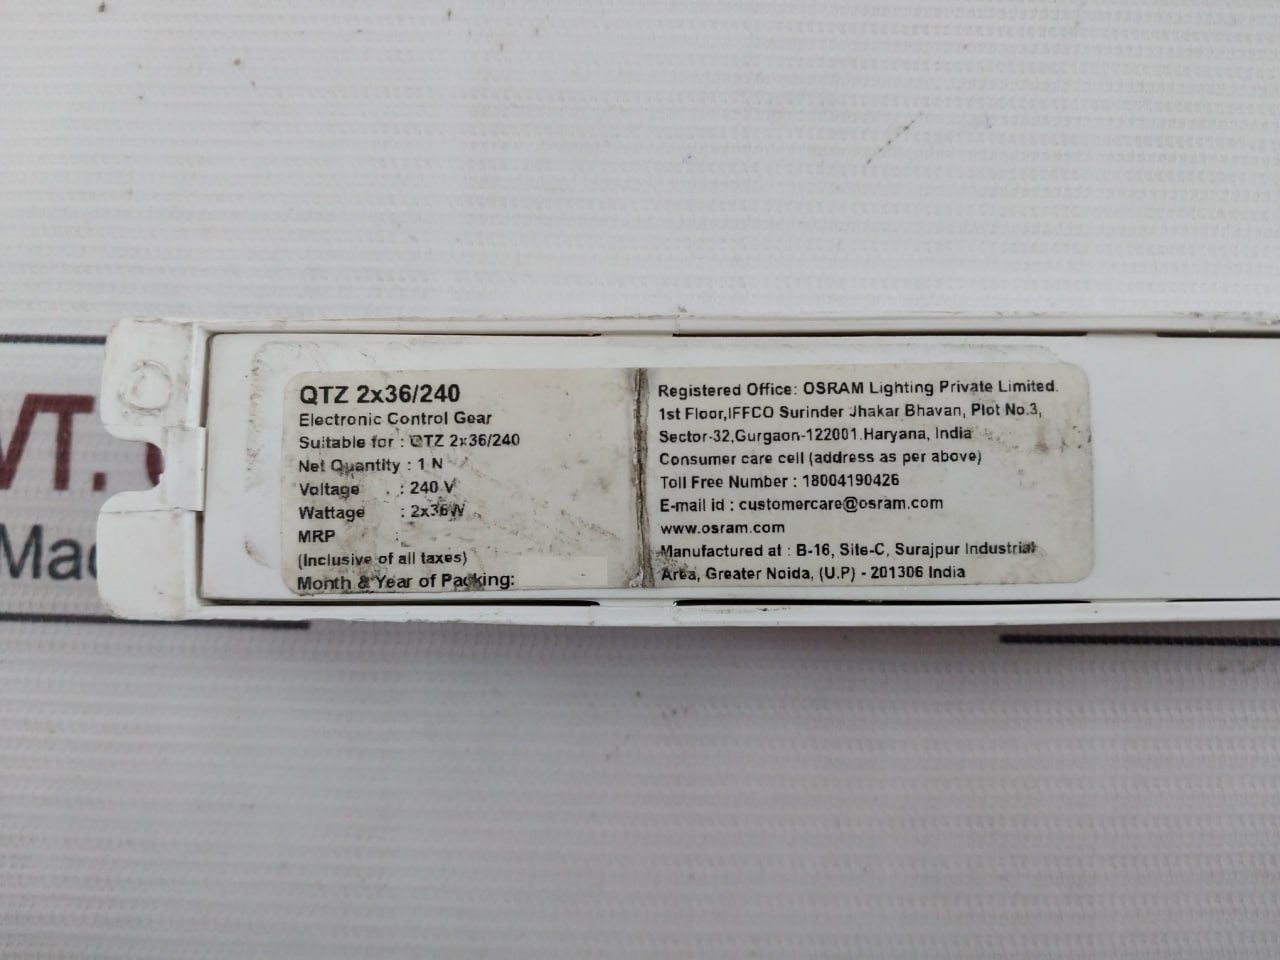 QTZ 2x36/240
Electronic Control Gear
Suitable for : QTZ 2x36/240
Net Quantity : 1 N
Voltage : 240 V
Wattage : 2x36W
MRP :
(Inclusive of all taxes)
Month & Year of Packing:
Registered Office: OSRAM Lighting Private Limited.
1st Floor,IFFCO Surinder Jhakar Bhavan, Plot No.3,
Sector-32,Gurgaon-122001.Haryana, India
Consumer care cell (address as per above)
Toll Free Number : 18004190426
E-mail id : customercare@osram.com
www.osram.com
Manufactured at : B-16, Site-C, Surajpur Industrial
Area, Greater Noida, (U.P) - 201306 India
VT.